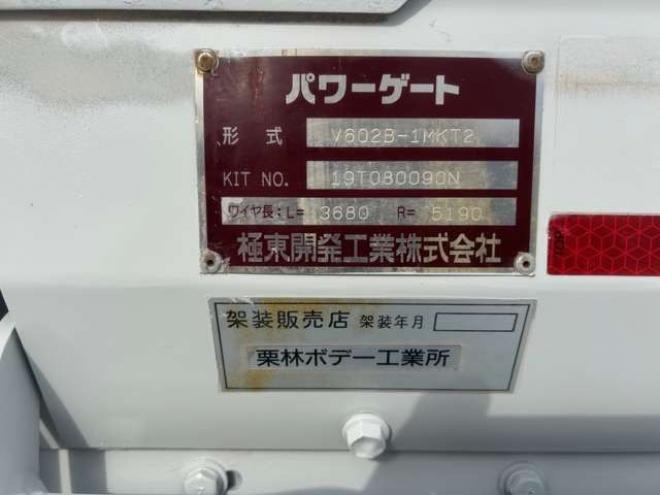 パワーゲート
形式 V602B-1MKT2
KIT NO. 19T080090N
ワイヤ長:L= 3680 R= 5190
極東開発工業株式会社
架装販売店 架装年月
栗林ボデー工業所